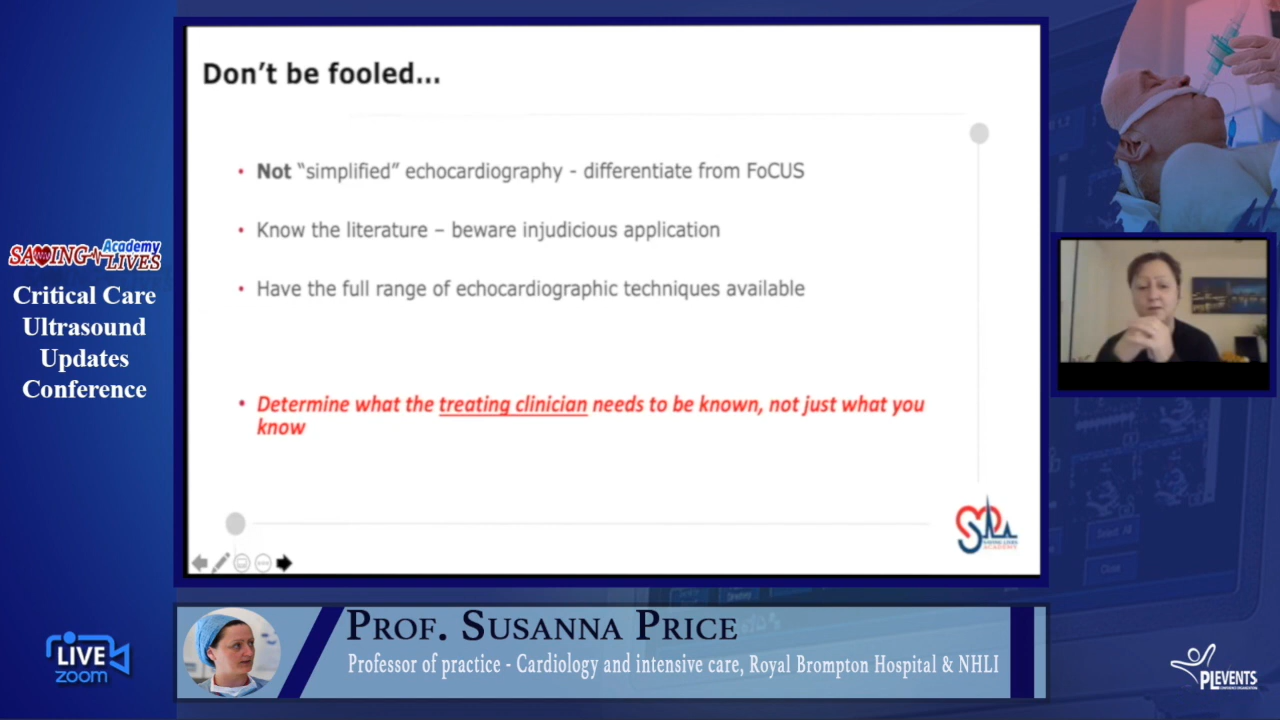 Don't be fooled...
• Not “simplified” echocardiography - differentiate from FoCUS
• Know the literature – beware injudicious application
• Have the full range of echocardiographic techniques available
• Determine what the treating clinician needs to be known, not just what you
know
SAVING Academy
LIVES
Critical Care
Ultrasound
Updates
Conference
LIVE
zoom
PROF. SUSANNA PRICE
Professor of practice - Cardiology and intensive care, Royal Brompton Hospital & NHLI
PLEVENTS
Select All
Close